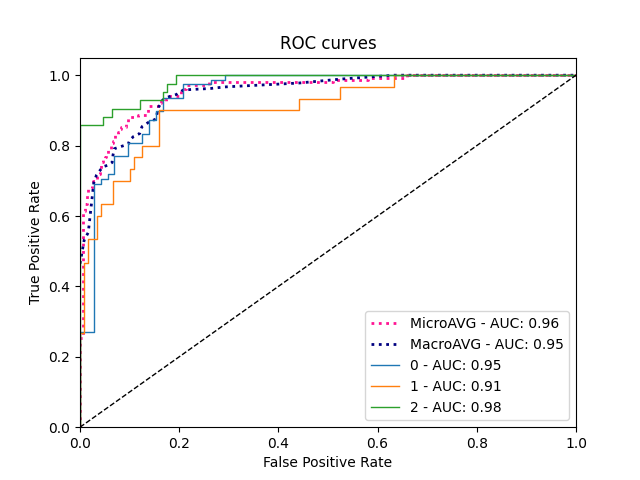 ROC curves
True Positive Rate
1.0
0.8
0.6
0.4
0.2
0.0
MicroAVG - AUC: 0.96
MacroAVG - AUC: 0.95
0 - AUC: 0.95
1 - AUC: 0.91
2 - AUC: 0.98
0.0 0.2 0.4 0.6 0.8 1.0
False Positive Rate